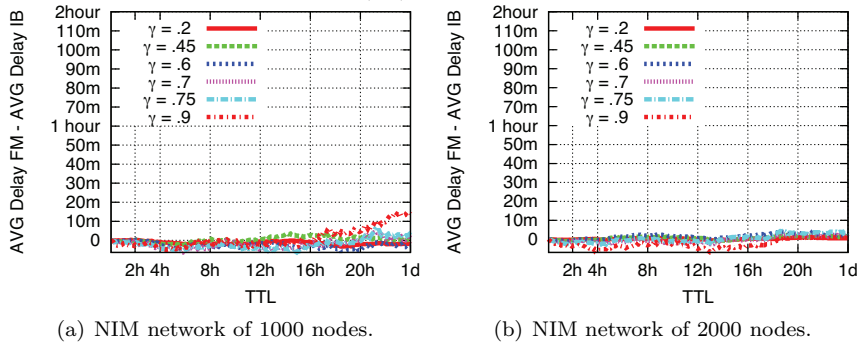 AVG Delay FM - AVG Delay IB
2hour
110m
100m
90m
80m
70m
1 hour
50m
40m
30m
20m
10m
0
γ = .2
γ = .45
γ = .6
γ = .7
γ = .75
γ = .9
2h 4h 8h 12h 16h 20h 1d
TTL
(a) NIM network of 1000 nodes.
AVG Delay FM - AVG Delay IB
2hour
110m
100m
90m
80m
70m
1 hour
50m
40m
30m
20m
10m
0
γ = .2
γ = .45
γ = .6
γ = .7
γ = .75
γ = .9
2h 4h 8h 12h 16h 20h 1d
TTL
(b) NIM network of 2000 nodes.